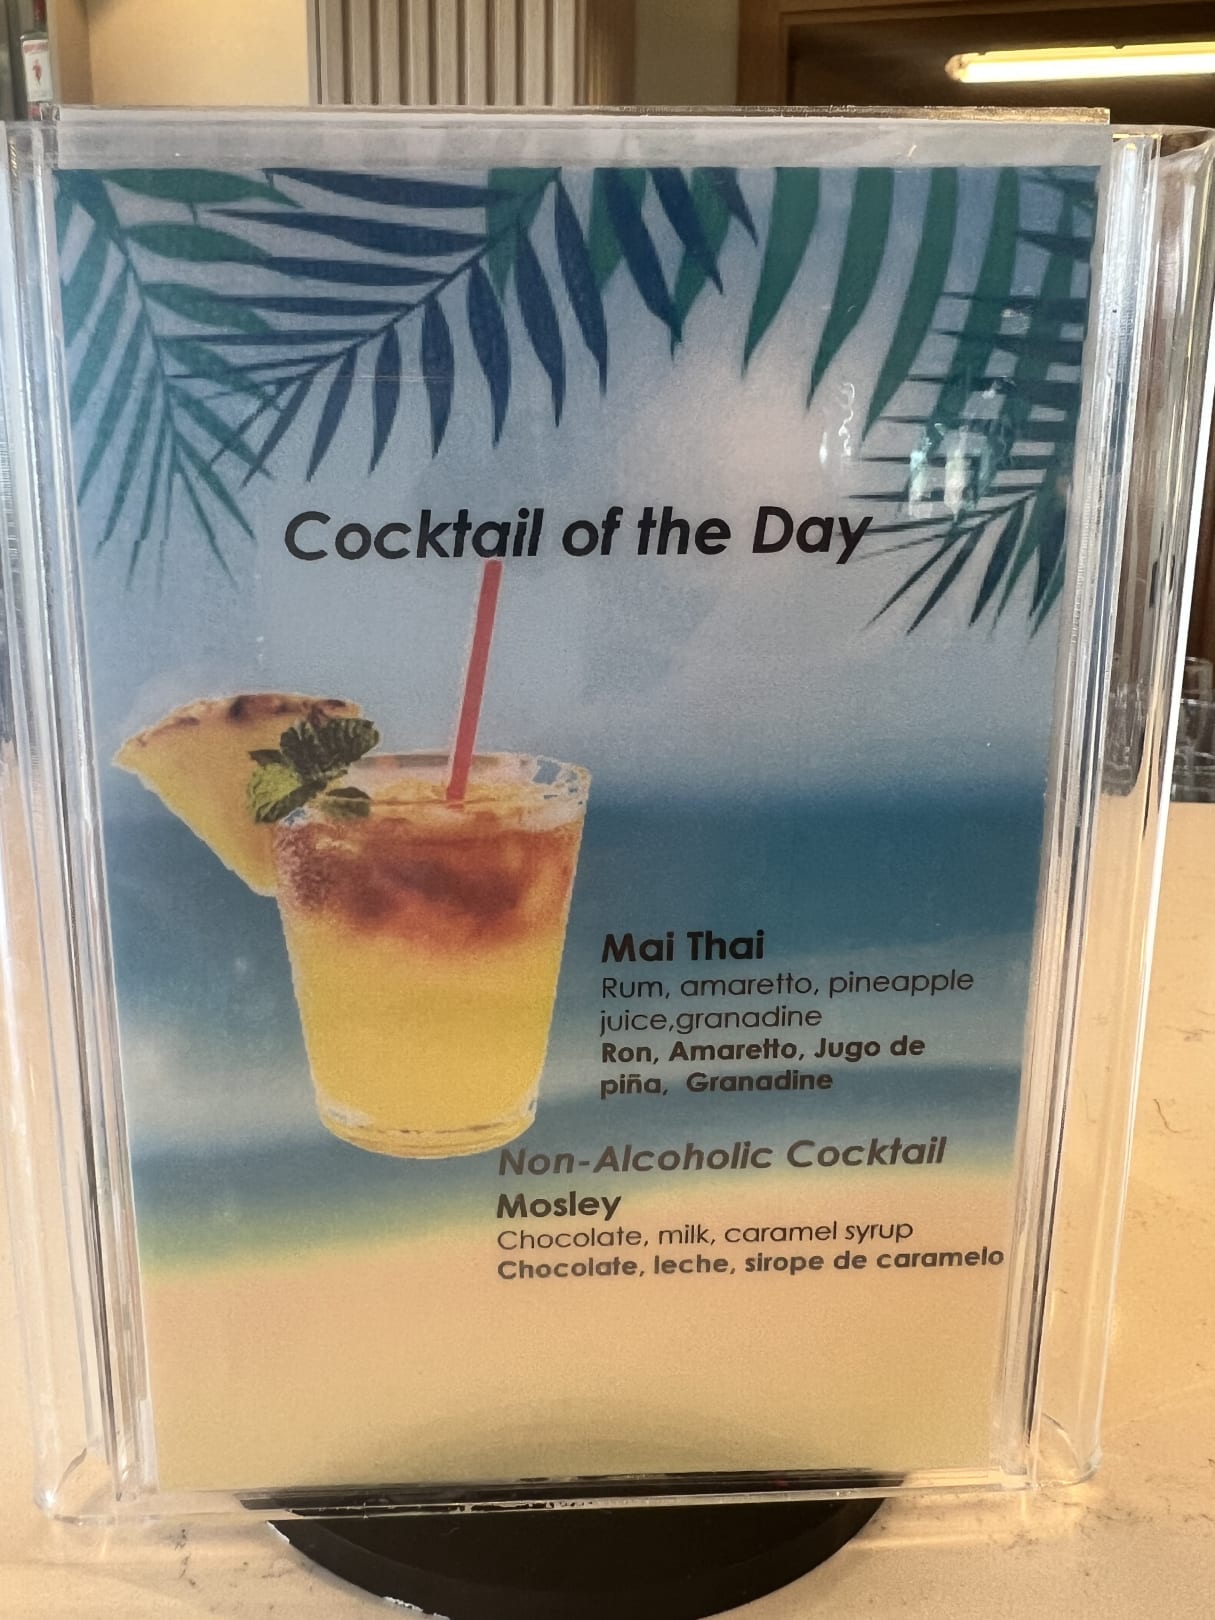 Cocktail of the Day
Mai Thai
Rum, amaretto, pineapple
juice,granadine
Ron, Amaretto, Jugo de
piña, Granadine
Non-Alcoholic Cocktail
Mosley
Chocolate, milk, caramel syrup
Chocolate, leche, sirope de caramelo